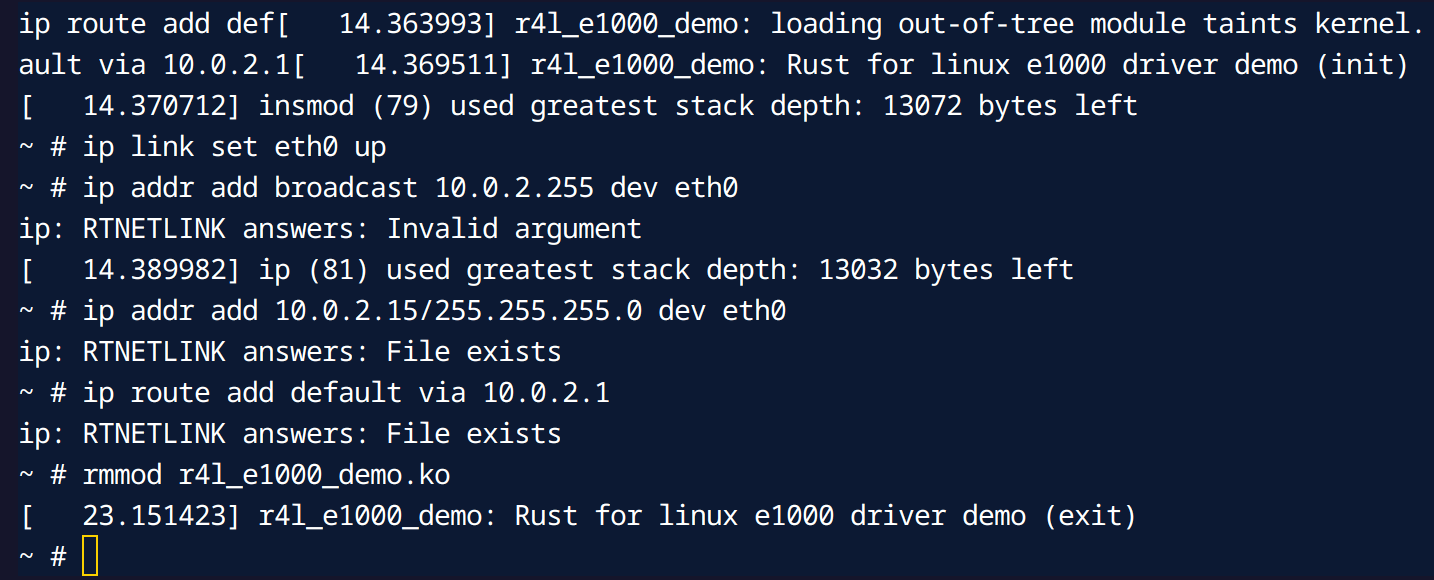 ip route add def[   14.363993] r4l_e1000_demo: loading out-of-tree module taints kernel.
ault via 10.0.2.1[   14.369511] r4l_e1000_demo: Rust for linux e1000 driver demo (init)
[   14.370712] insmod (79) used greatest stack depth: 13072 bytes left
~ # ip link set eth0 up
~ # ip addr add broadcast 10.0.2.255 dev eth0
ip: RTNETLINK answers: Invalid argument
[   14.389982] ip (81) used greatest stack depth: 13032 bytes left
~ # ip addr add 10.0.2.15/255.255.255.0 dev eth0
ip: RTNETLINK answers: File exists
~ # ip route add default via 10.0.2.1
ip: RTNETLINK answers: File exists
~ # rmmod r4l_e1000_demo.ko
[   23.151423] r4l_e1000_demo: Rust for linux e1000 driver demo (exit)
~ #